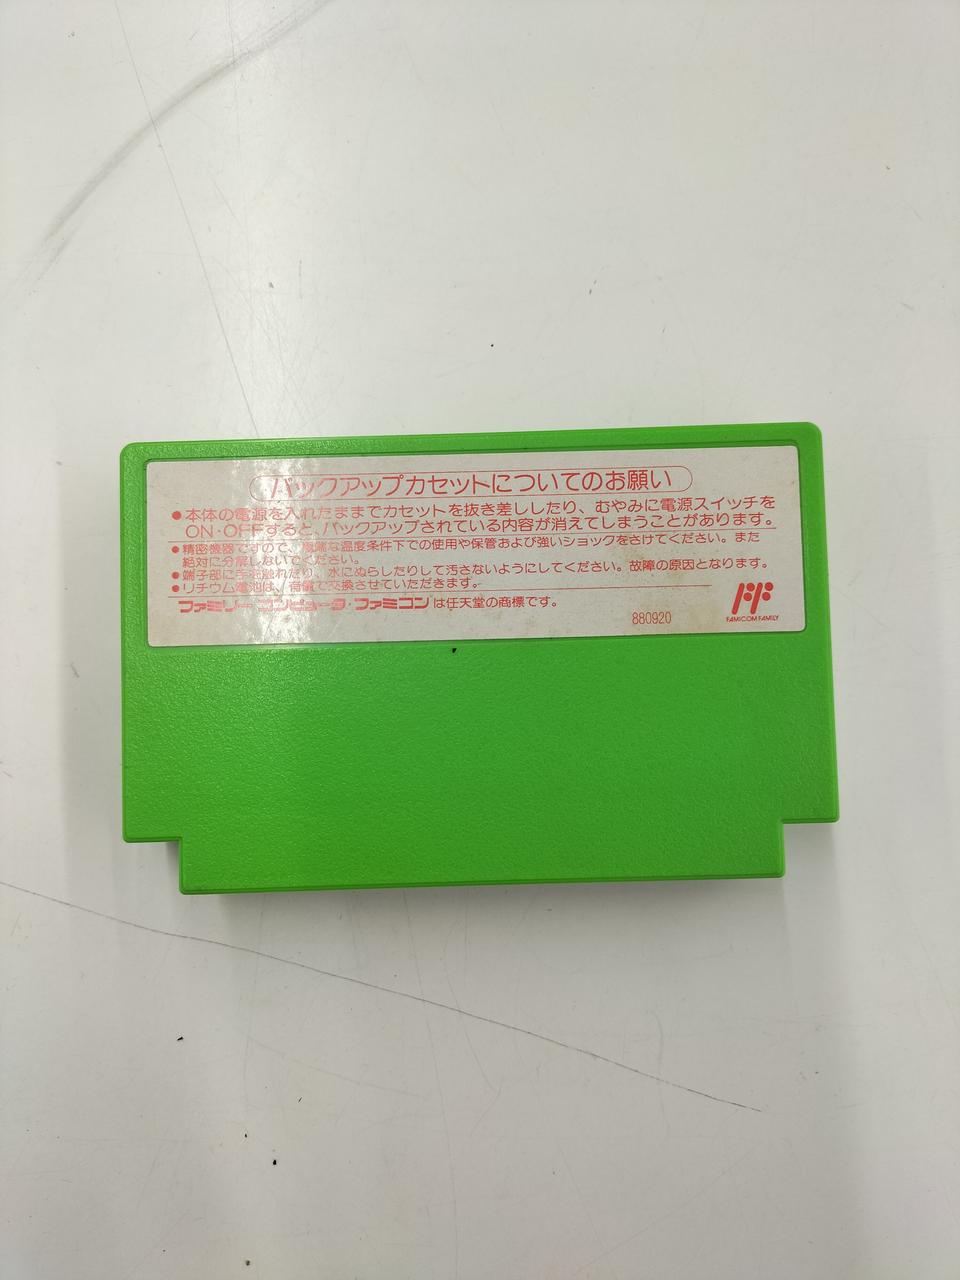 バックアップカセットについてのお願い
●本体の電源を入れたままでカセットを抜き差ししたり、むやみに電源スイッチを
ON・OFFすると、バックアップされている内容が消えてしまうことがあります。
●精密機器ですので、極端な温度条件下での使用や保管および強いショックをさけてください。また
絶対に分解しないでください。
●端子部に手を触れたり、水にぬらしたりして汚さないようにしてください。故障の原因となります。
●リチウム電池は、有償で交換させていただきます。
ファミリーコンピュータ・ファミコンは任天堂の商標です。
880920
FAMICOM FAMILY